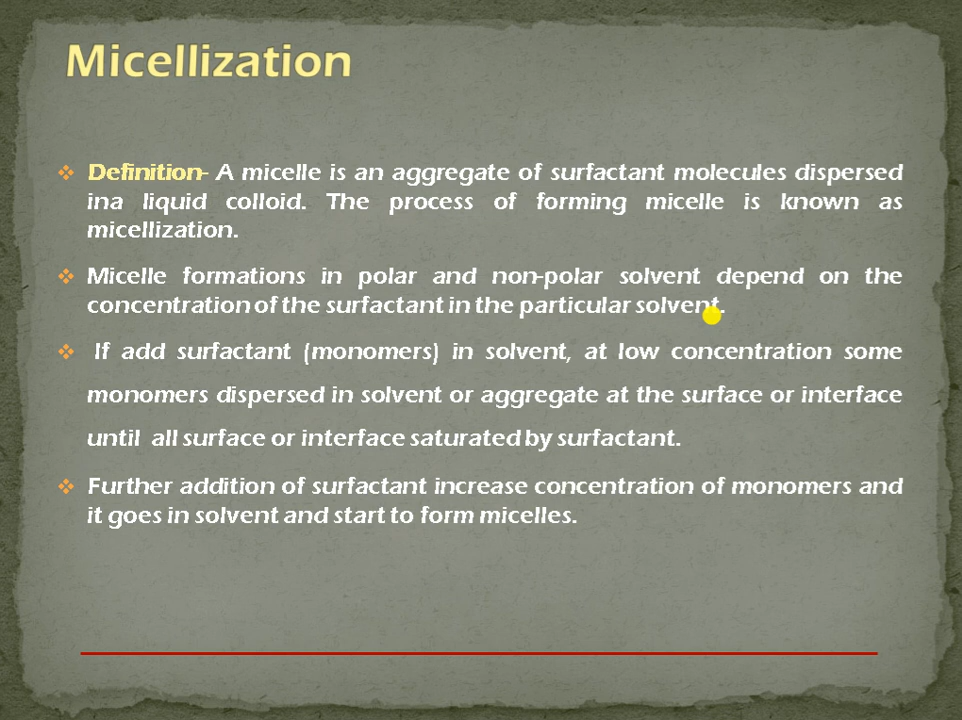 Micellization
Definition- A micelle is an aggregate of surfactant molecules dispersed
ina liquid colloid. The process of forming micelle is known as
micellization.
Micelle formations in polar and non-polar solvent depend on the
concentration of the surfactant in the particular solvent.
If add surfactant (monomers) in solvent, at low concentration some
monomers dispersed in solvent or aggregate at the surface or interface
until all surface or interface saturated by surfactant.
Further addition of surfactant increase concentration of monomers and
it goes in solvent and start to form micelles.